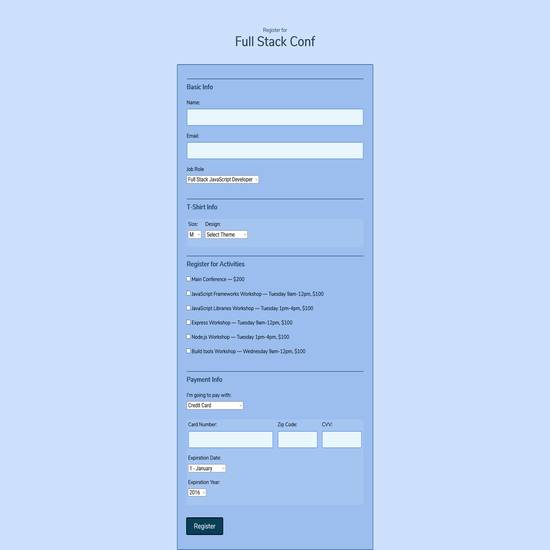 Register for
Full Stack Conf
Basic Info
Name:
Email:
Job Role
Full Stack JavaScript Developer
T-Shirt Info
Size: Design:
M Select Theme
Register for Activities
Main Conference — $200
JavaScript Frameworks Workshop — Tuesday 9am-12pm, $100
JavaScript Libraries Workshop — Tuesday 1pm-4pm, $100
Express Workshop — Tuesday 9am-12pm, $100
Node.js Workshop — Tuesday 1pm-4pm, $100
Build tools Workshop — Wednesday 9am-12pm, $100
Payment Info
I'm going to pay with:
Credit Card
Card Number: Zip Code: CVV:
Expiration Date:
1 - January
Expiration Year:
2016
Register